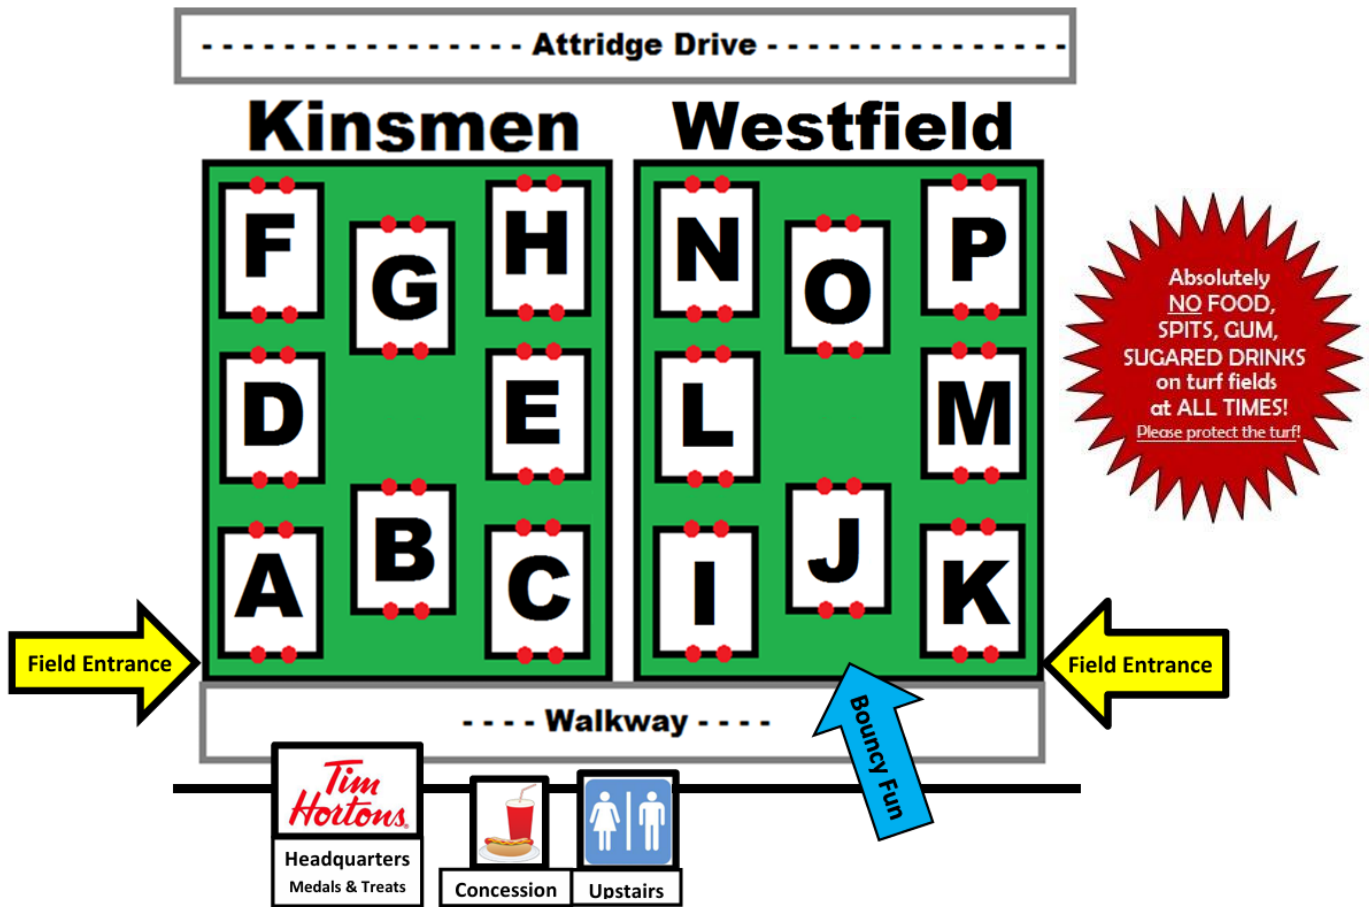 - - - - - - - - - - - - - - - - Attridge Drive - - - - - - - - - - - - - - -
Kinsmen
Westfield
F
G
H
D
E
A
B
C
N
O
P
L
M
I
J
K
Absolutely
NO FOOD,
SPITS, GUM,
SUGARED DRINKS
on turf fields
at ALL TIMES!
Please protect the turf!
Field Entrance
Field Entrance
- - - - Walkway - - - -
Bouncy Fun
Tim
Hortons.
Headquarters
Medals & Treats
Concession
Upstairs